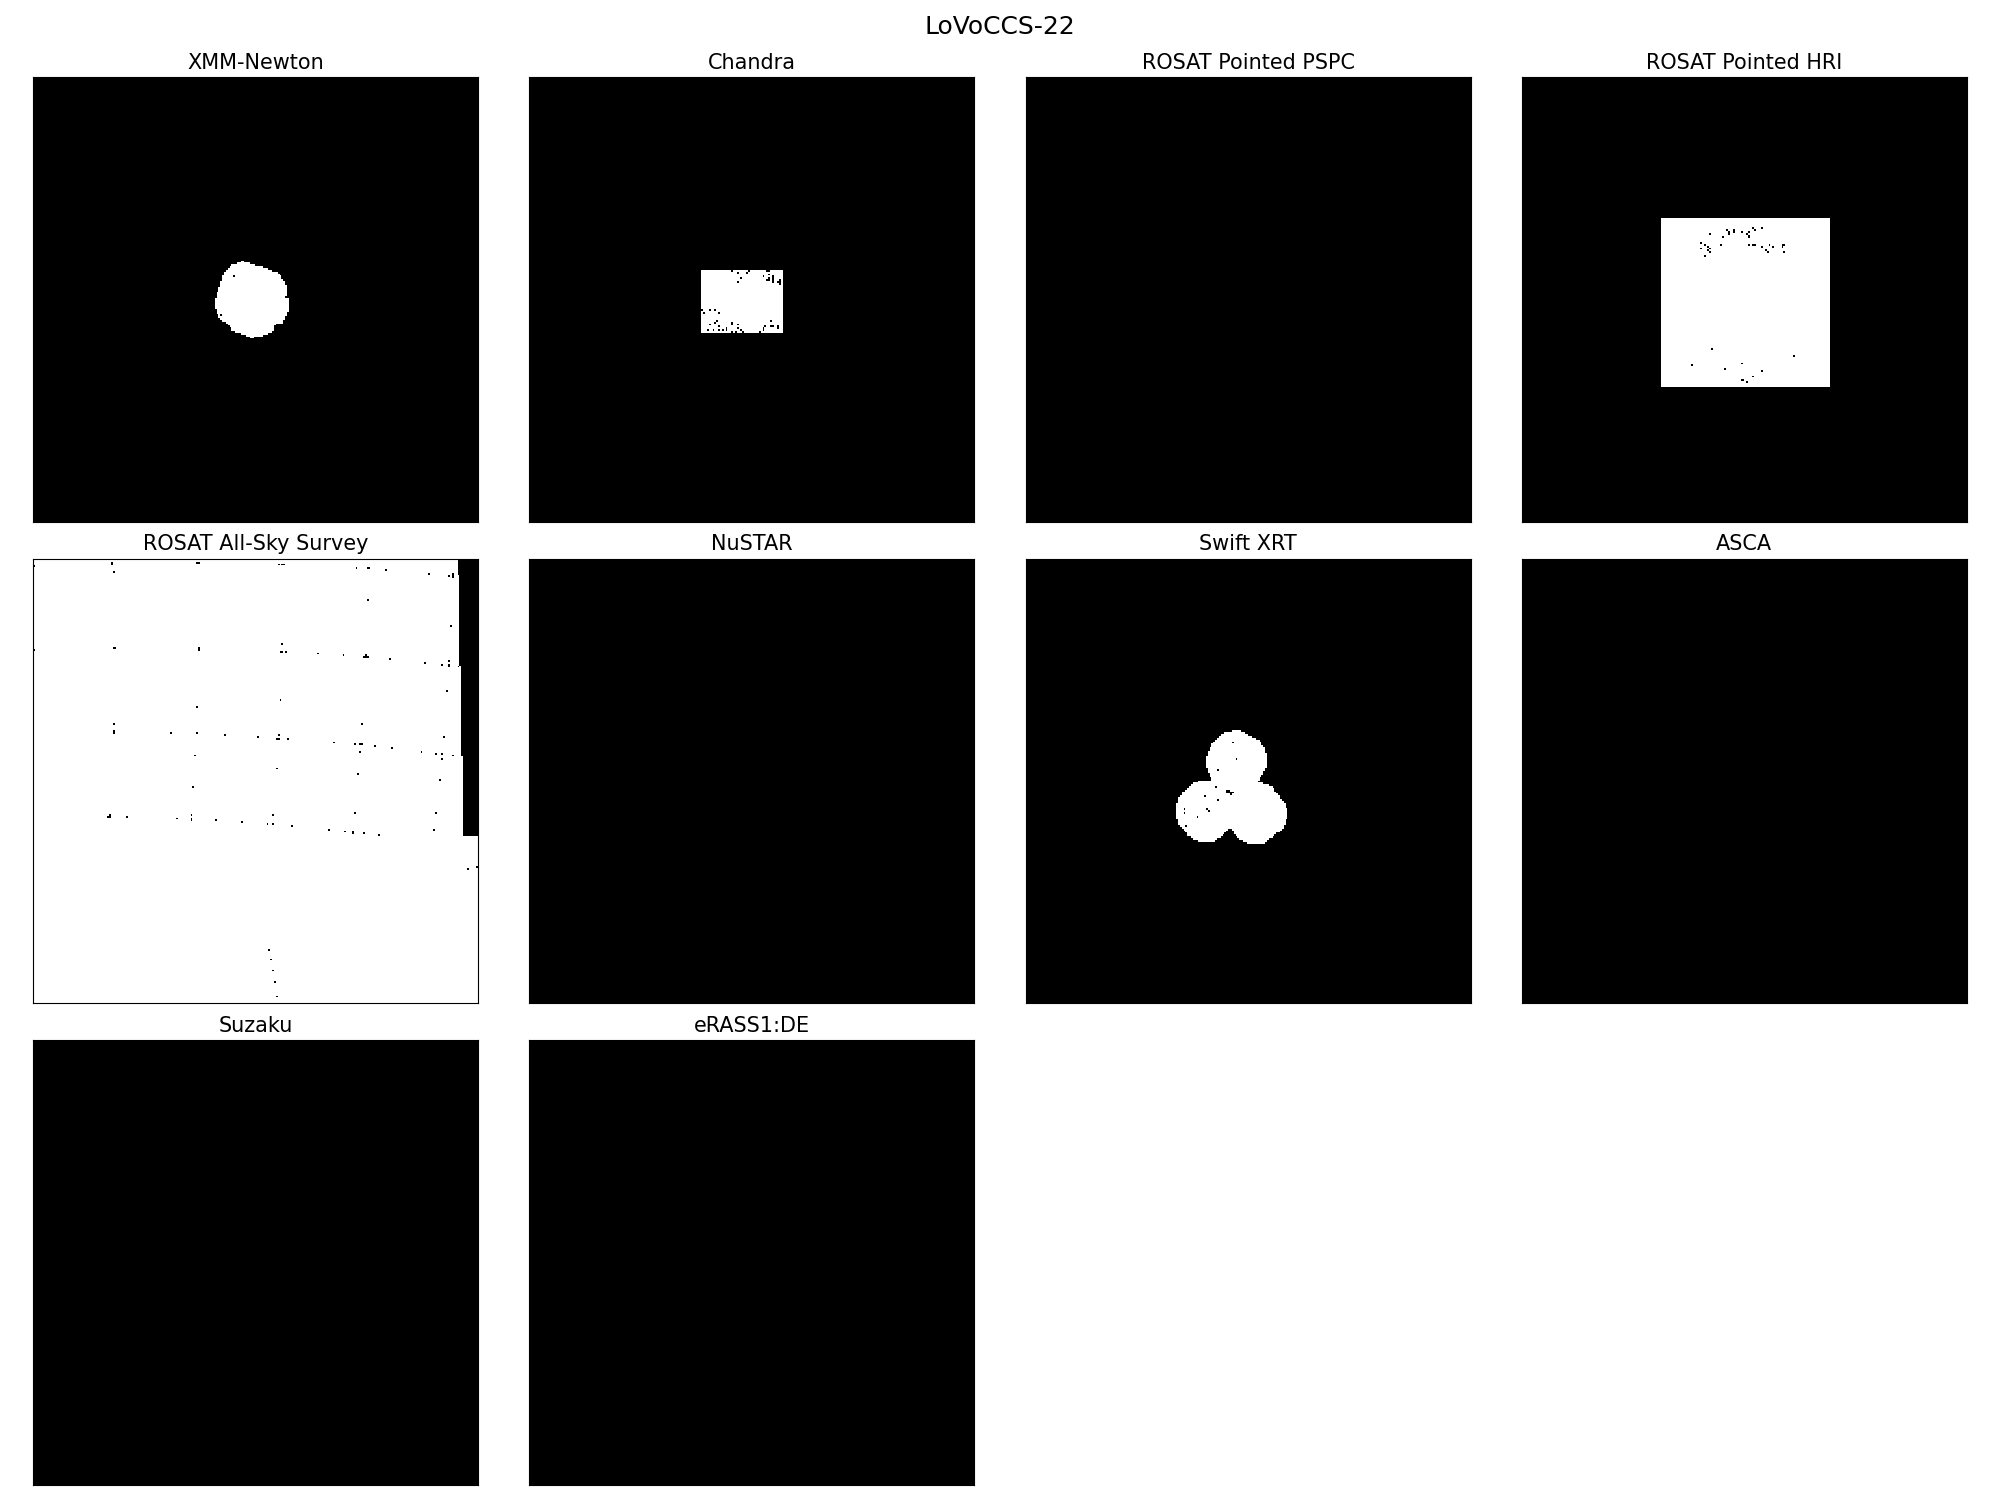 LoVoCCS-22
XMM-Newton
Chandra
ROSAT Pointed PSPC
ROSAT Pointed HRI
ROSAT All-Sky Survey
NuSTAR
Swift XRT
ASCA
Suzaku
eRASS1:DE